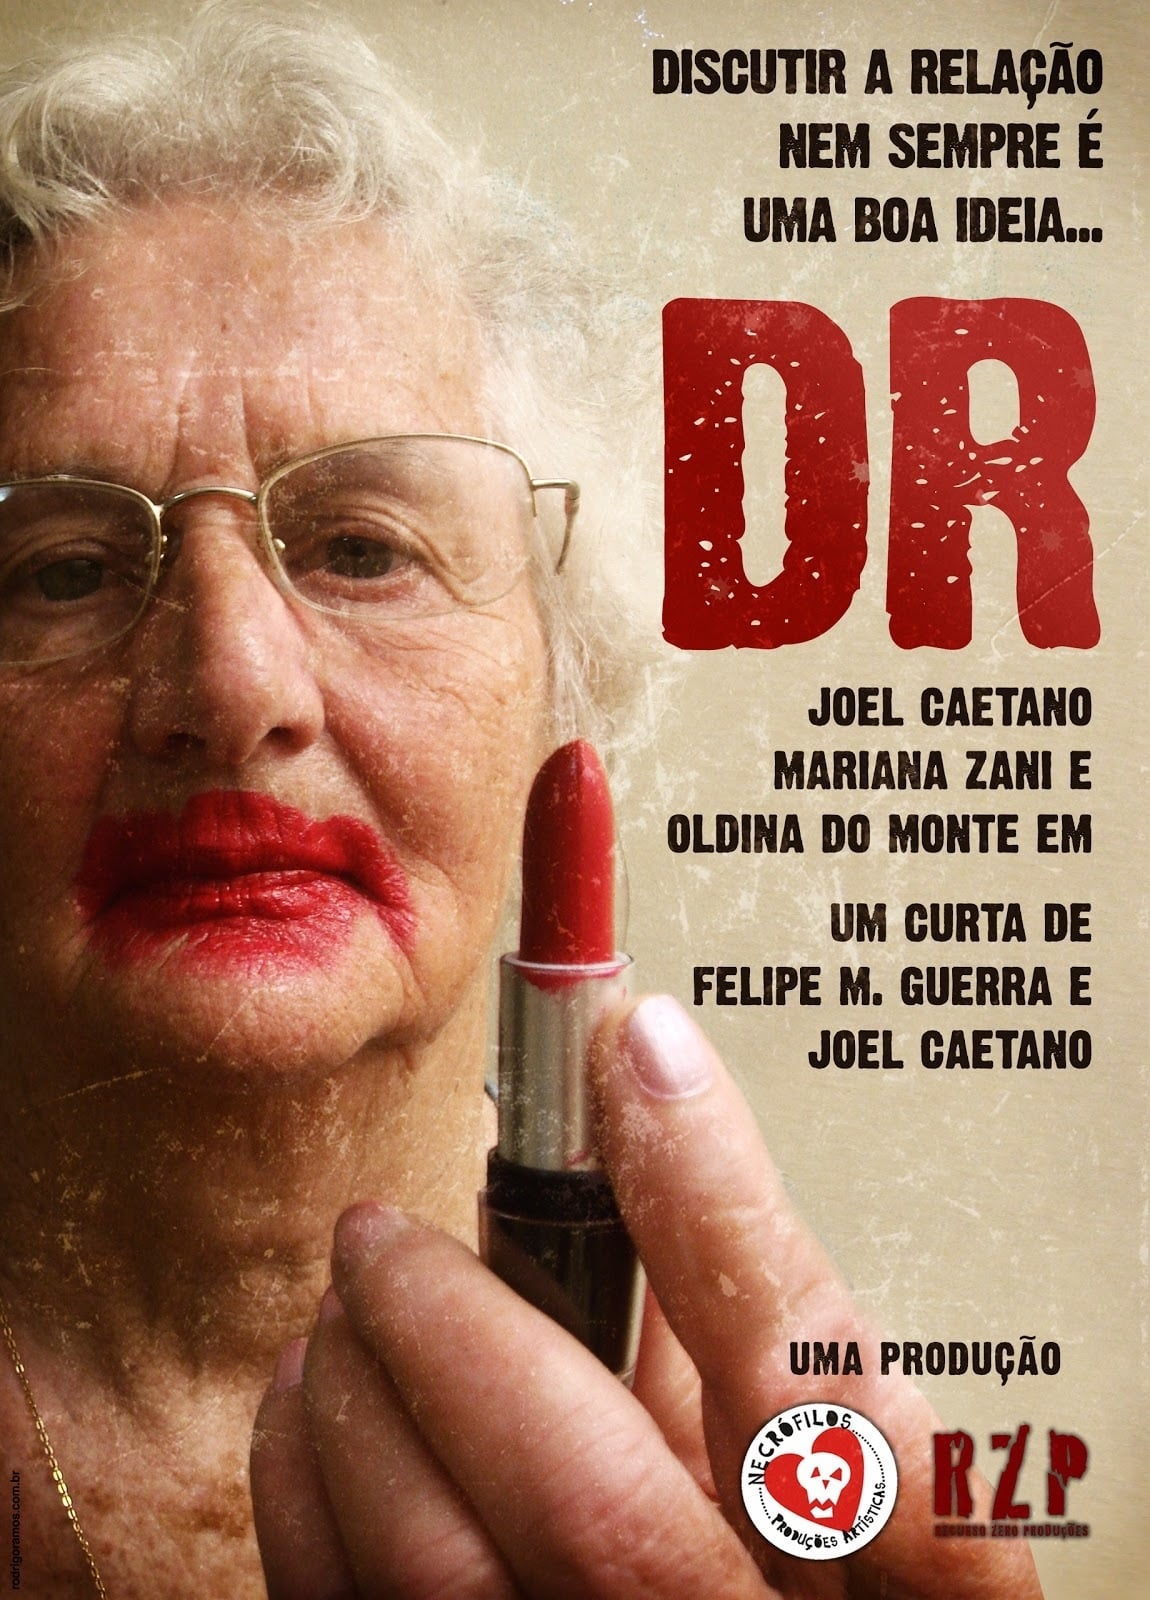 DISCUTIR A RELAÇÃO
NEM SEMPRE É
UMA BOA IDEIA...
DR
JOEL CAETANO
MARIANA ZANI E
OLDINA DO MONTE EM
UM CURTA DE
FELIPE M. GUERRA E
JOEL CAETANO
UMA PRODUÇÃO
NECRÓFILOS
PRODUÇÕES ARTÍSTICAS
RZP
RECURSO ZERO PRODUÇÕES
rodrigoramos.com.br